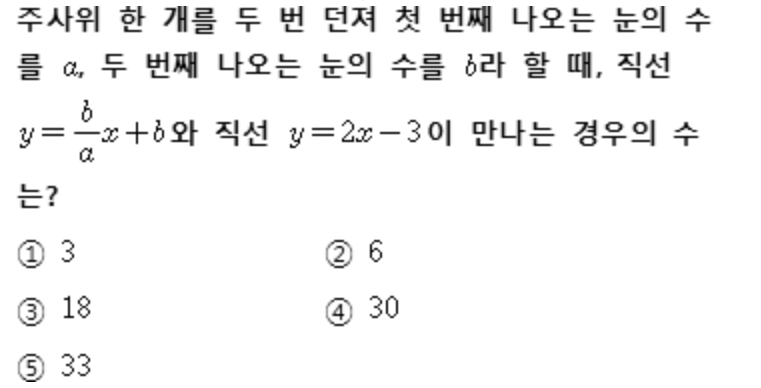 주사위 한 개를 두 번 던져 첫 번째 나오는 눈의 수
를 a, 두 번째 나오는 눈의 수를 b라 할 때, 직선
y=\frac{b}{a}x+b와 직선 y=2x-3이 만나는 경우의 수
는?
① 3 ② 6
③ 18 ④ 30
⑤ 33